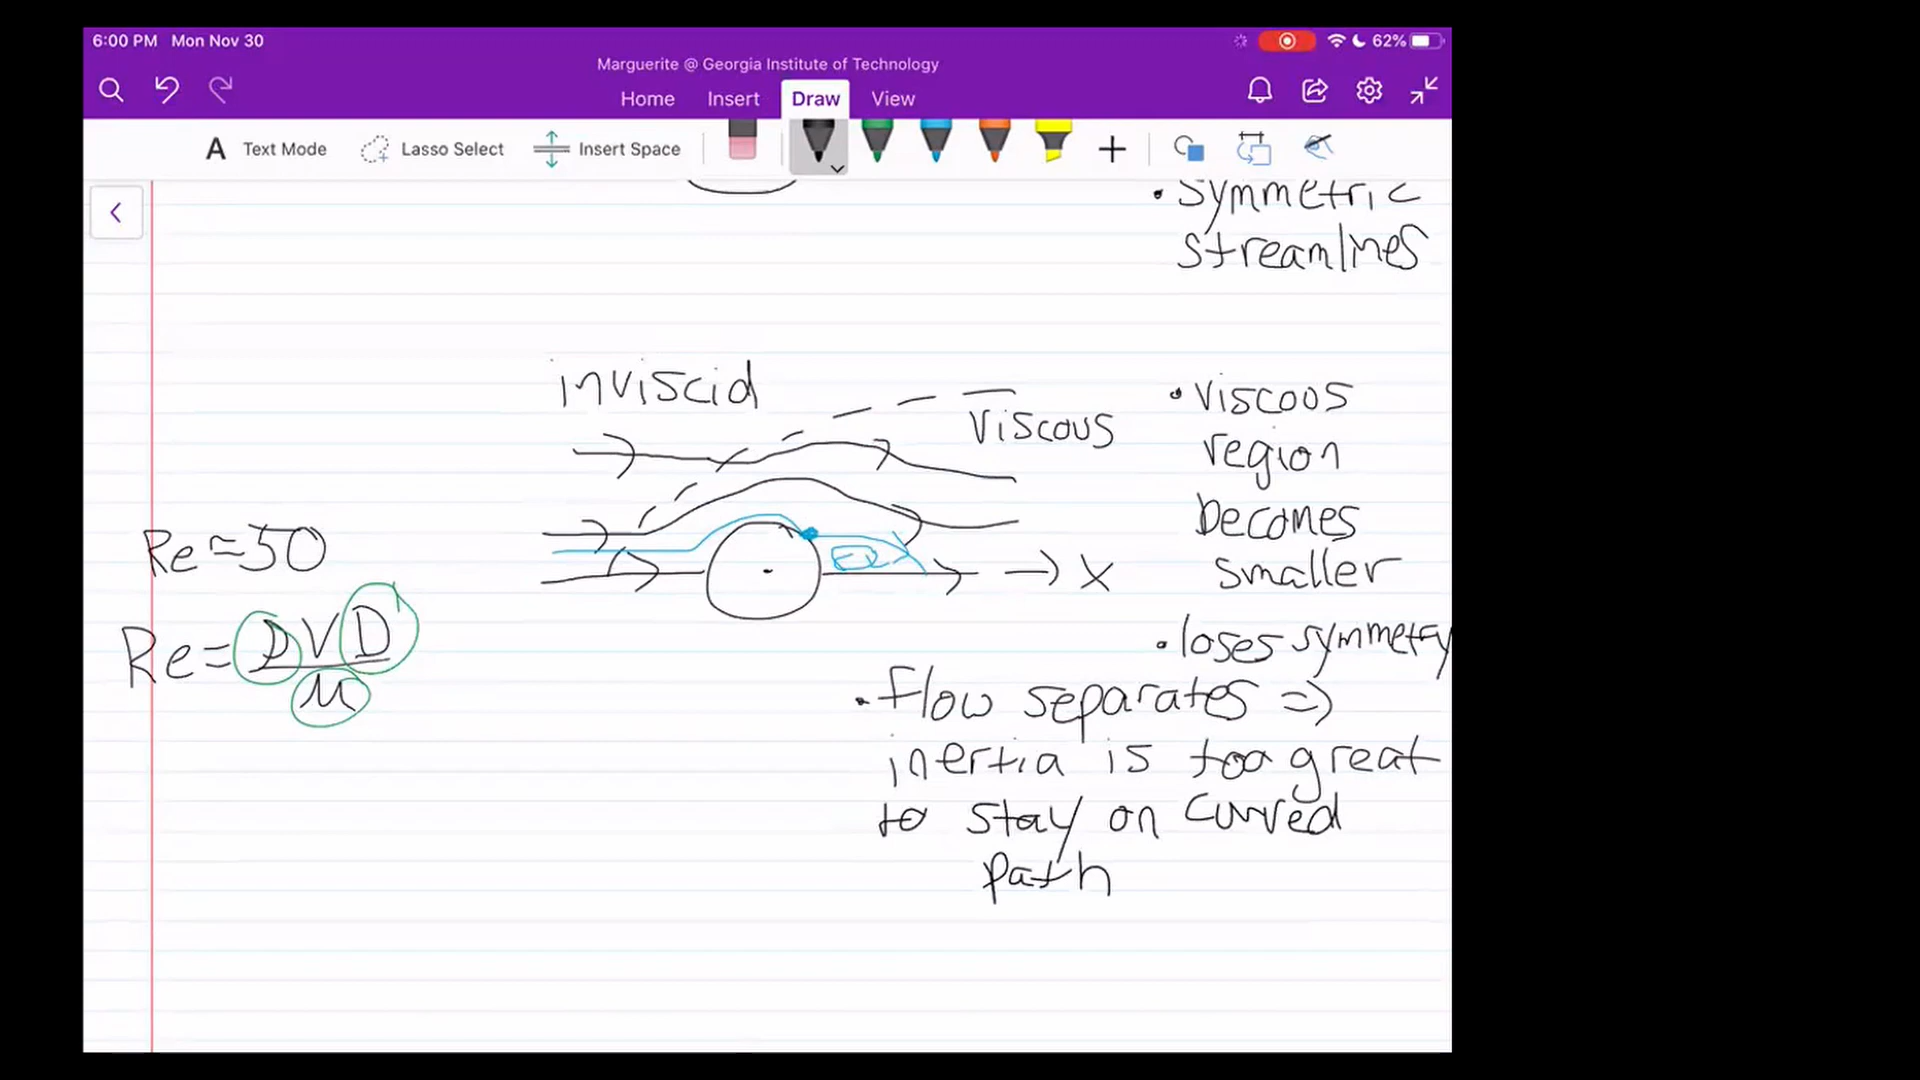 6:00 PM Mon Nov 30
62%
Marguerite @ Georgia Institute of Technology
Home Insert Draw View
A Text Mode Lasso Select Insert Space
• Symmetric
streamlines
inviscid
viscous
• viscous
region
becomes
smaller
Re≈50
→ X
Re = ρVD
μ
• loses symmetry
• flow separates =>
inertia is too great
to stay on curved
path